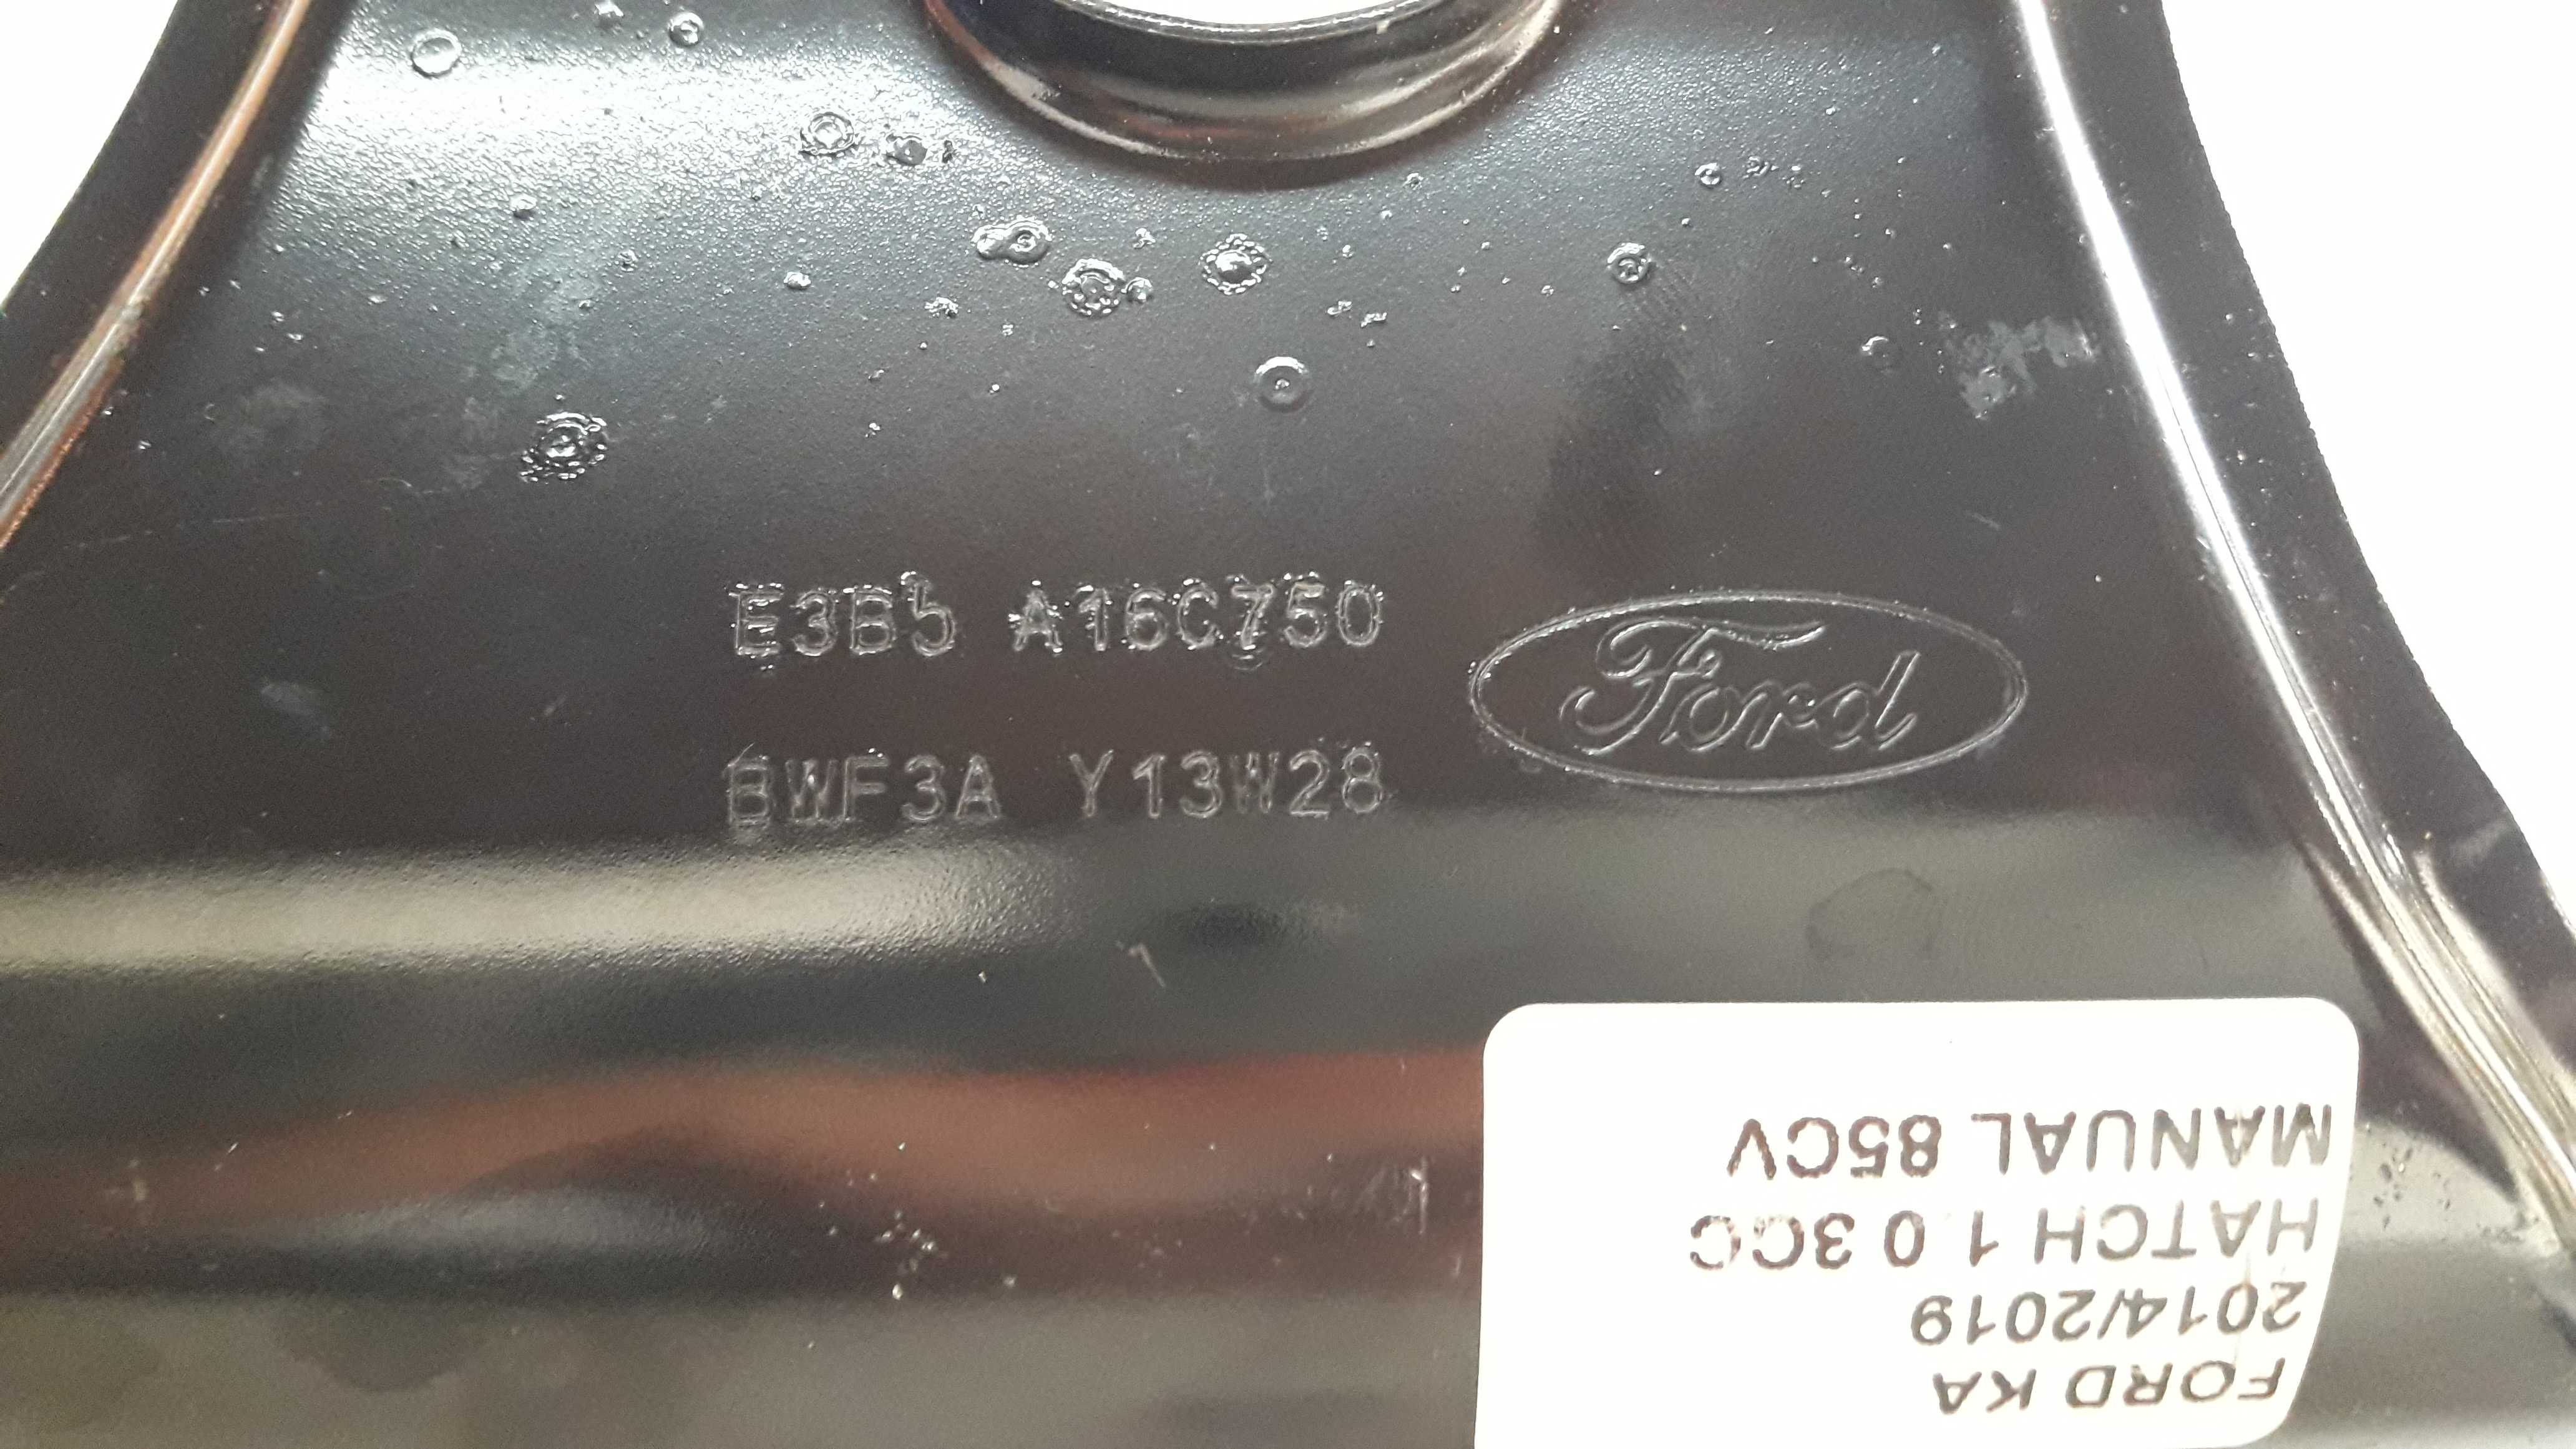 E3B5 A16C750
BWF3A Y13W28
Ford
FORD KA
2014/2019
HATCH 1 0 3CC
MANUAL 85CV